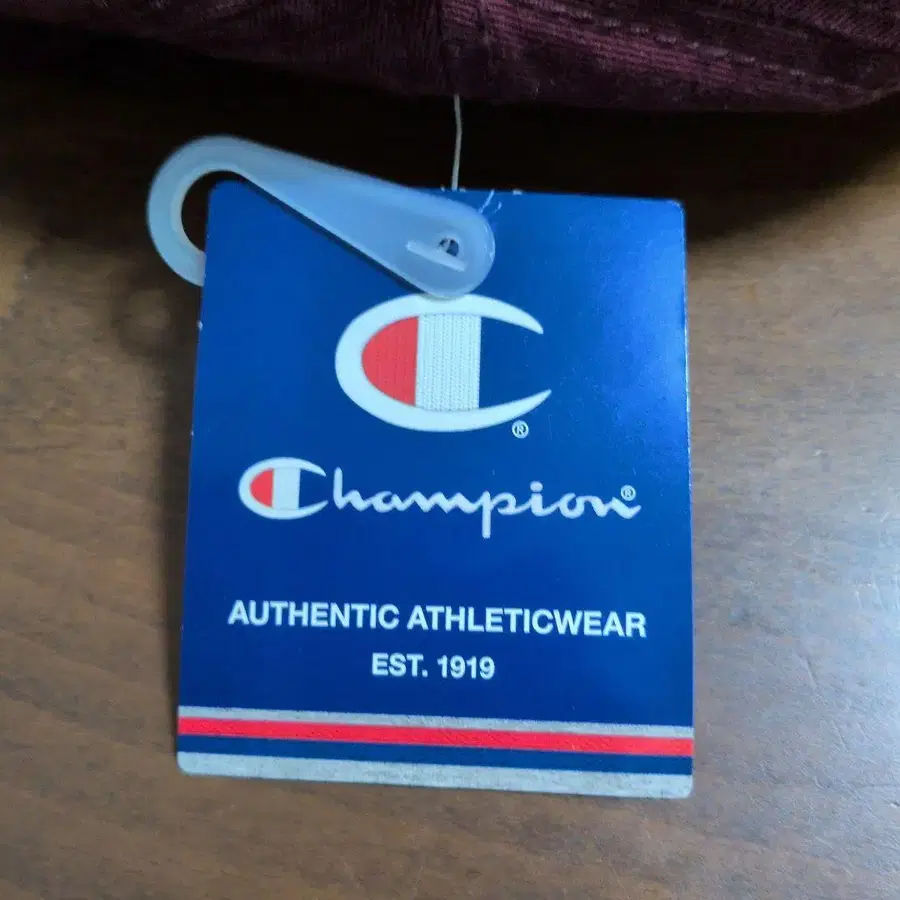 ®
Champion®
AUTHENTIC ATHLETICWEAR
EST. 1919